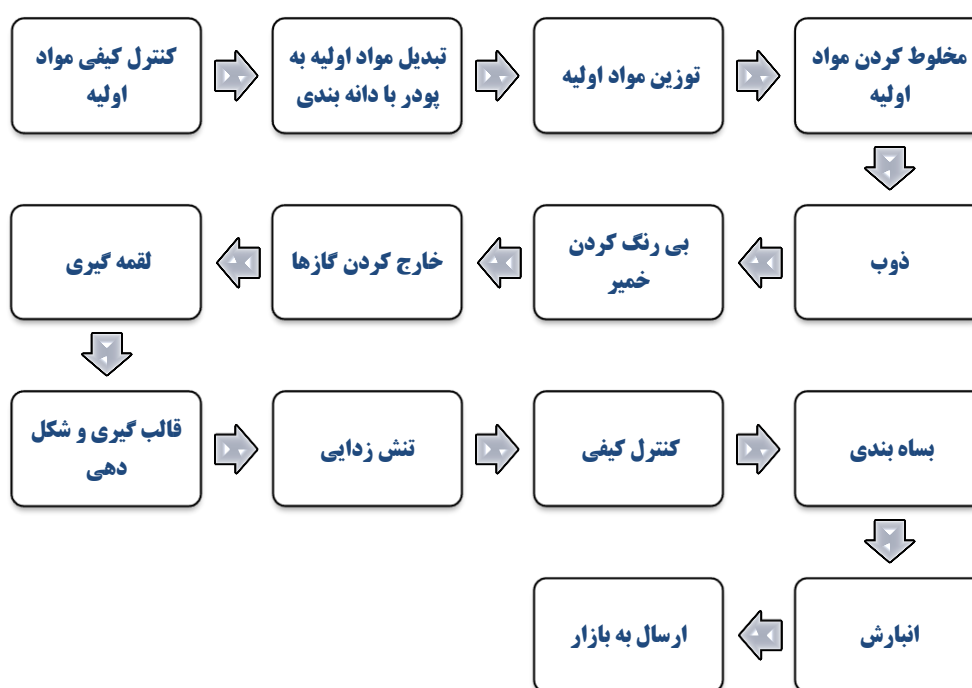 کنترل کیفی مواد
اولیه
تبدیل مواد اولیه به
پودر با دانه بندی
توزین مواد اولیه
مخلوط کردن مواد
اولیه
ذوب
بی رنگ کردن
خمیر
خارج کردن گازها
لقمه گیری
قالب گیری و شکل
دهی
تنش زدایی
کنترل کیفی
بساه بندی
انبارش
ارسال به بازار